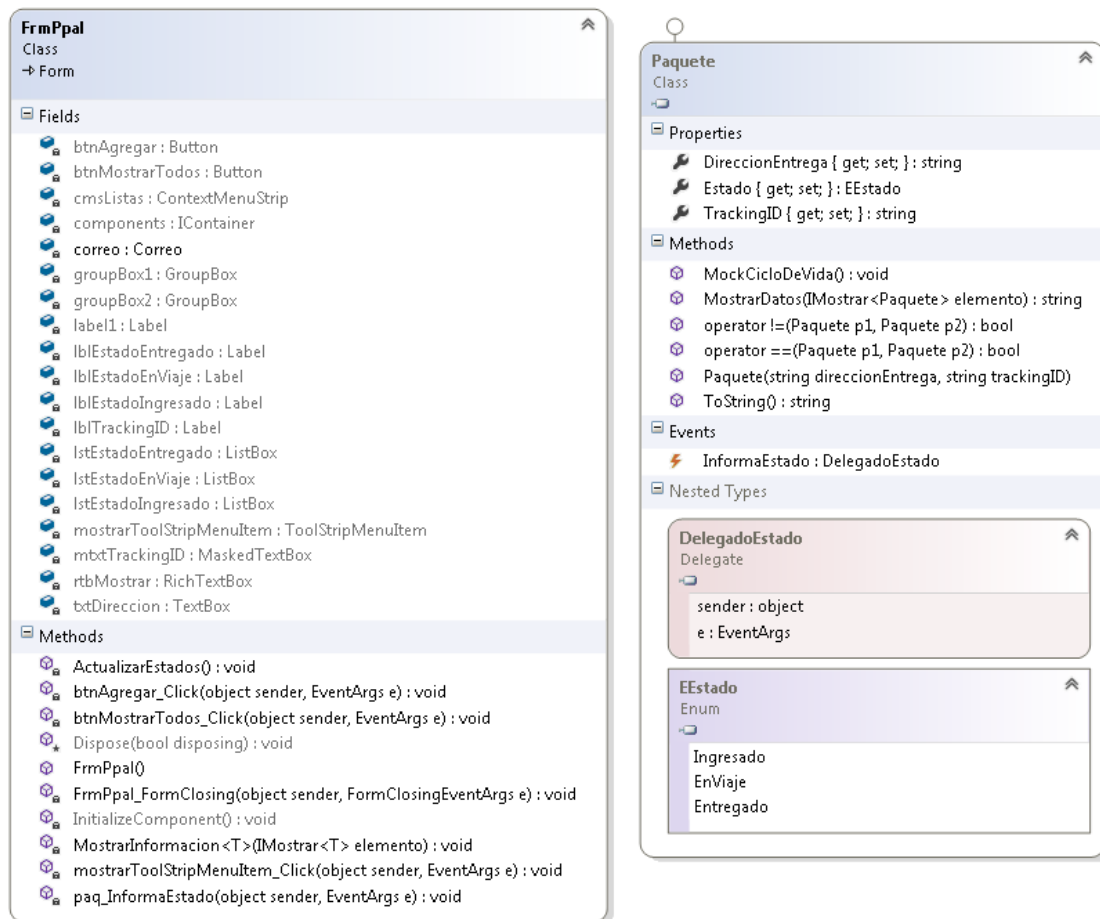 FrmPpal
Class
Form
Fields
btnAgregar : Button
btnMostrarTodos : Button
cmsListas : ContextMenuStrip
components : IContainer
correo : Correo
groupBox1 : GroupBox
groupBox2 : GroupBox
label1 : Label
lblEstadoEntregado : Label
lblEstadoEnViaje : Label
lblEstadoIngresado : Label
lblTrackingID : Label
lstEstadoEntregado : ListBox
lstEstadoEnViaje : ListBox
lstEstadoIngresado : ListBox
mostrarToolStripMenuItem : ToolStripMenuItem
mtxtTrackingID : MaskedTextBox
rtbMostrar : RichTextBox
txtDireccion : TextBox
Methods
ActualizarEstados() : void
btnAgregar_Click(object sender, EventArgs e) : void
btnMostrarTodos_Click(object sender, EventArgs e) : void
Dispose(bool disposing) : void
FrmPpal()
FrmPpal_FormClosing(object sender, FormClosingEventArgs e) : void
InitializeComponent() : void
MostrarInformacion<T>(IMostrar<T> elemento) : void
mostrarToolStripMenuItem_Click(object sender, EventArgs e) : void
paq_InformaEstado(object sender, EventArgs e) : void
Paquete
Class
Properties
DireccionEntrega { get; set; } : string
Estado { get; set; } : EEstado
TrackingID { get; set; } : string
Methods
MockCicloDeVida() : void
MostrarDatos(IMostrar<Paquete> elemento) : string
operator !=(Paquete p1, Paquete p2) : bool
operator ==(Paquete p1, Paquete p2) : bool
Paquete(string direccionEntrega, string trackingID)
ToString() : string
Events
InformaEstado : DelegadoEstado
Nested Types
DelegadoEstado
Delegate
sender : object
e : EventArgs
EEstado
Enum
Ingresado
EnViaje
Entregado